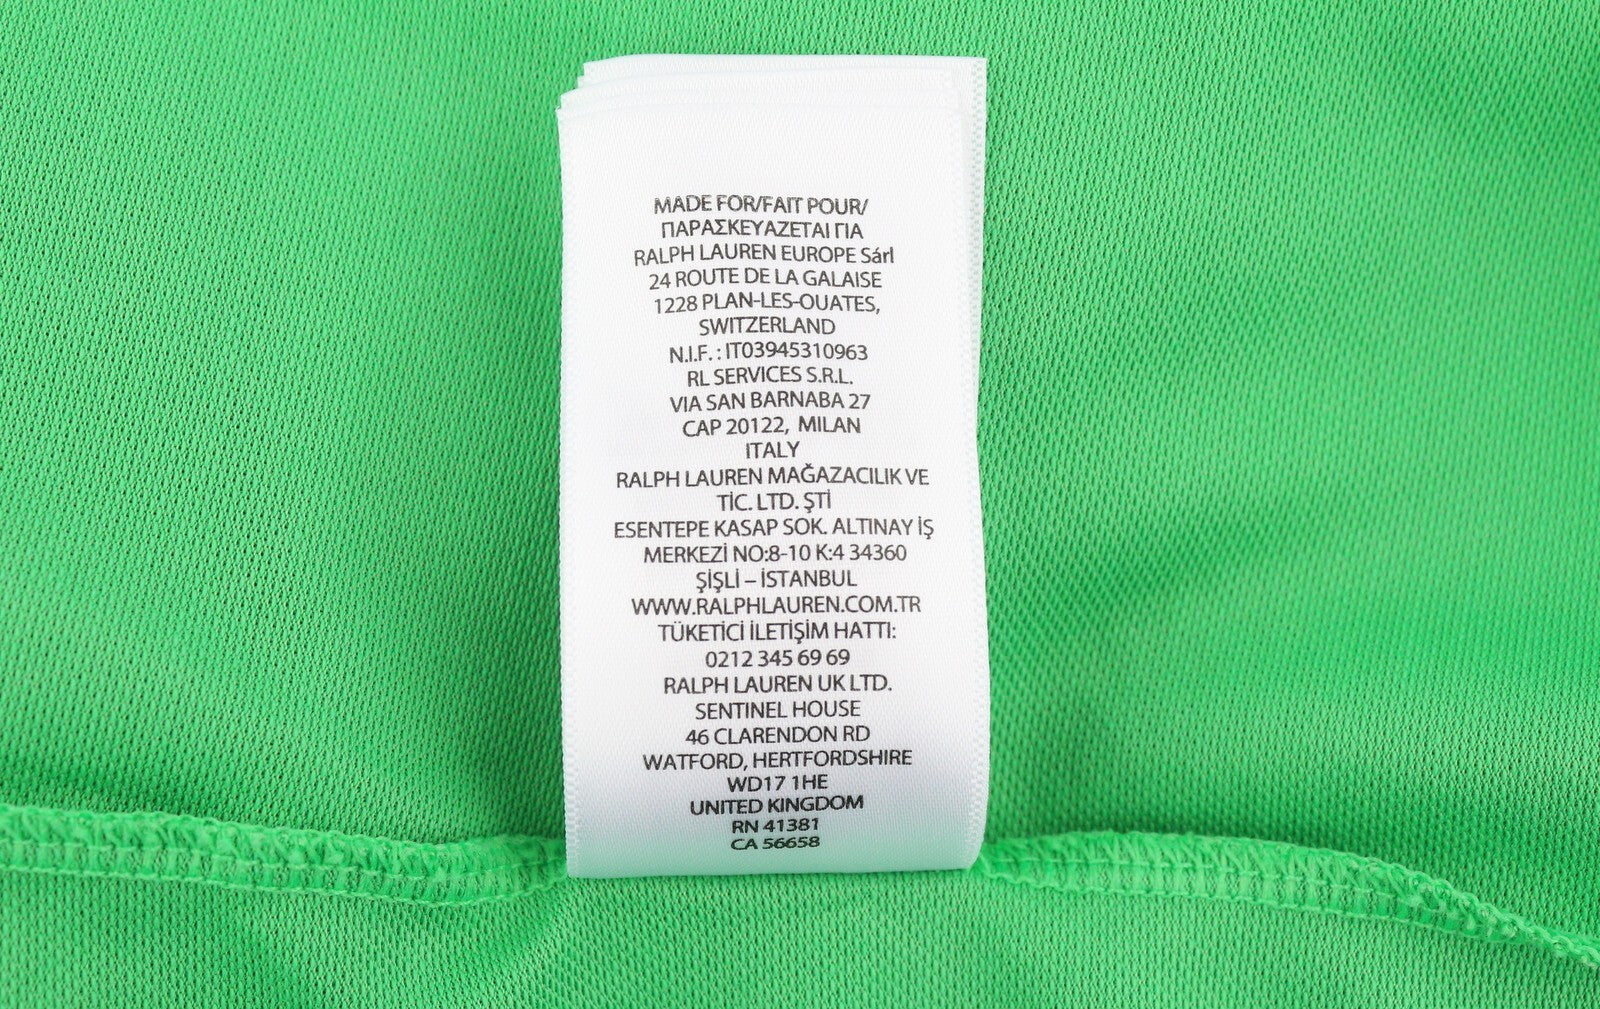 MADE FOR/FAIT POUR/
ΠΑΡΑΣΚΕΥΑΖΕΤΑΙ ΓΙΑ
RALPH LAUREN EUROPE Sárl
24 ROUTE DE LA GALAISE
1228 PLAN-LES-OUATES,
SWITZERLAND
N.I.F. : IT03945310963
RL SERVICES S.R.L.
VIA SAN BARNABA 27
CAP 20122, MILAN
ITALY
RALPH LAUREN MAĞAZACILIK VE
TİC. LTD. ŞTİ
ESENTEPE KASAP SOK. ALTINAY İŞ
MERKEZİ NO:8-10 K:4 34360
ŞİŞLİ – İSTANBUL
WWW.RALPHLAUREN.COM.TR
TÜKETİCİ İLETİŞİM HATTI:
0212 345 69 69
RALPH LAUREN UK LTD.
SENTINEL HOUSE
46 CLARENDON RD
WATFORD, HERTFORDSHIRE
WD17 1HE
UNITED KINGDOM
RN 41381
CA 56658